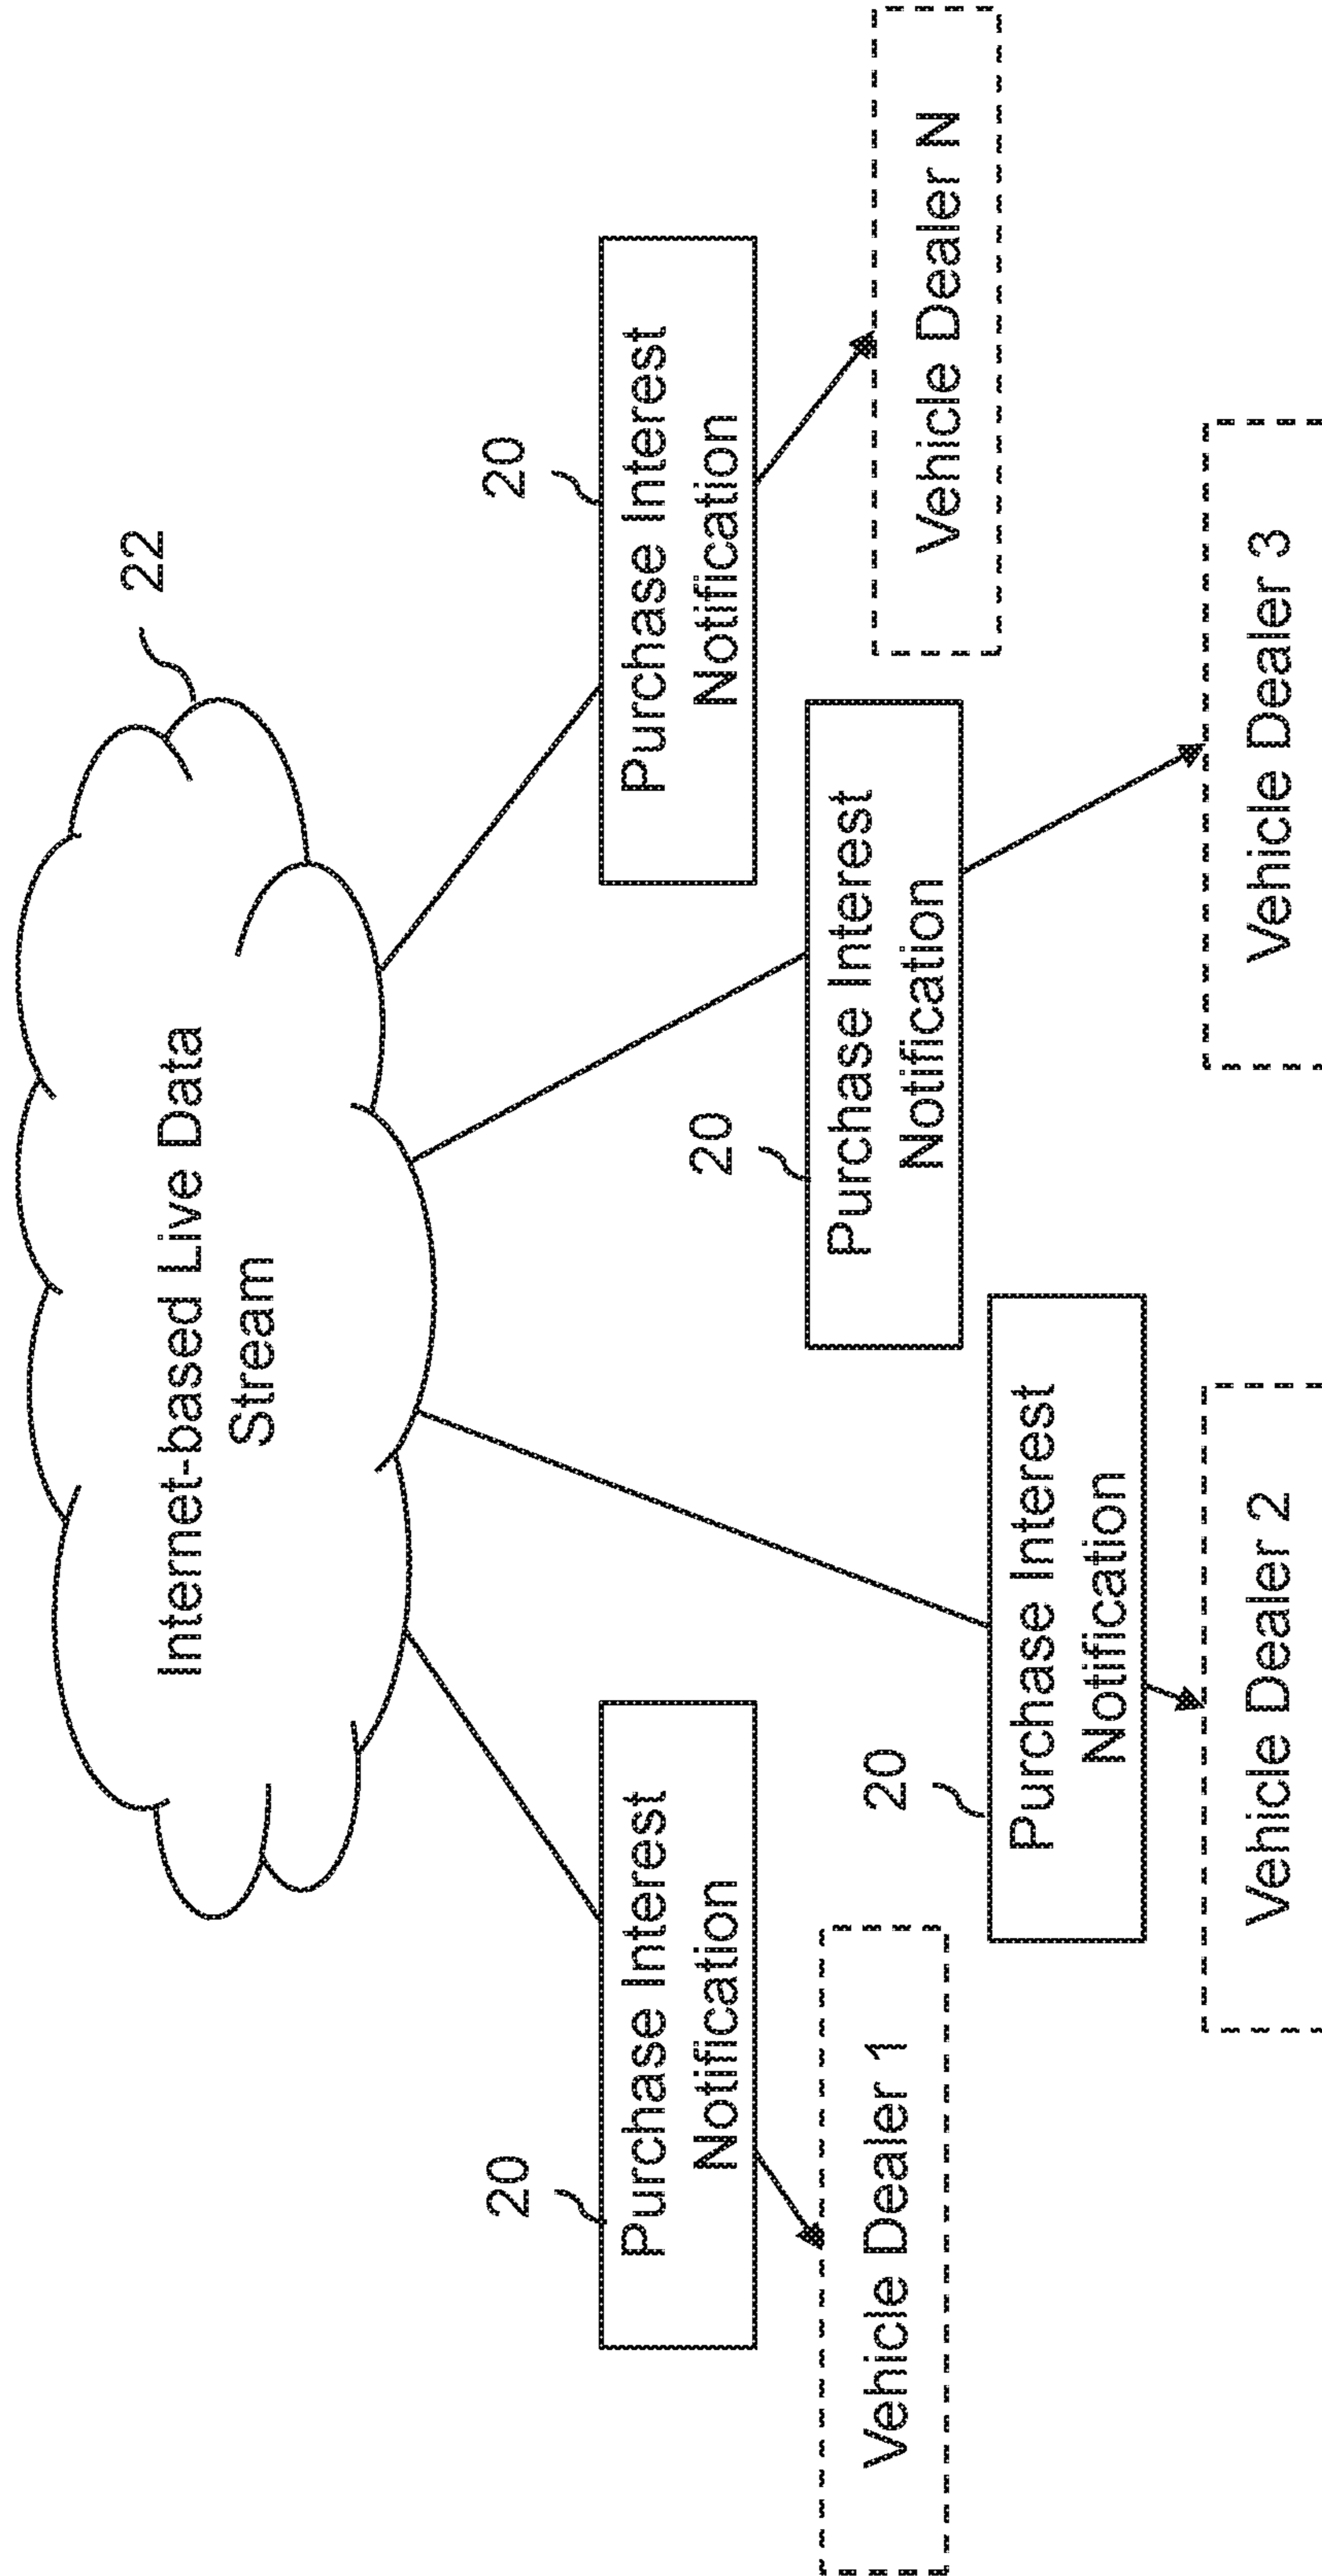 22
Internet-based Live Data
Stream
20
Purchase Interest
Notification
Vehicle Dealer 1
20
Purchase Interest
Notification
Vehicle Dealer 2
20
Purchase Interest
Notification
Vehicle Dealer 3
20
Purchase Interest
Notification
Vehicle Dealer N